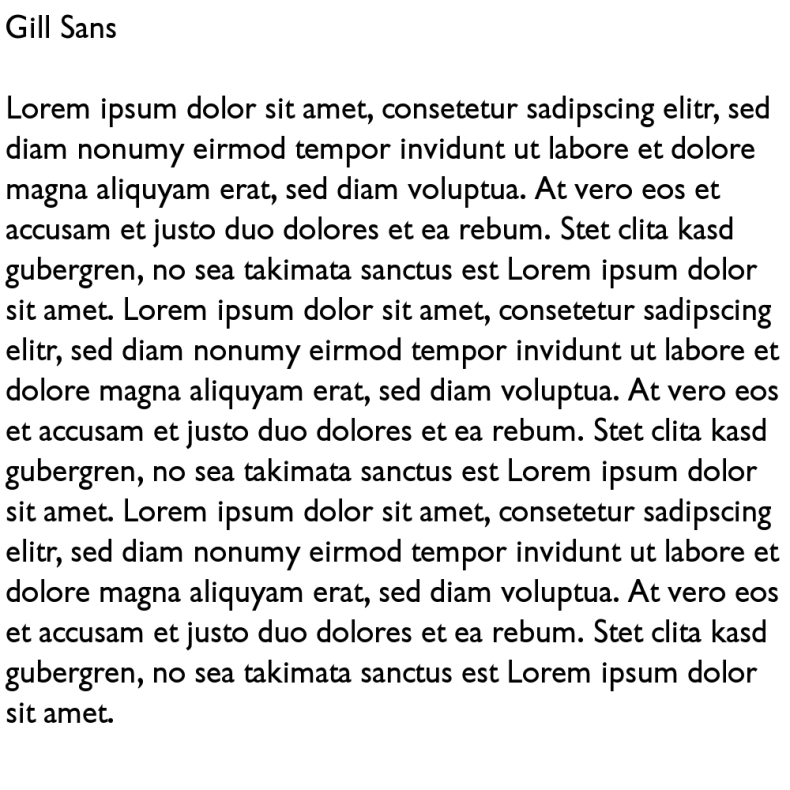 Gill Sans
Lorem ipsum dolor sit amet, consetetur sadipscing elitr, sed
diam nonumy eirmod tempor invidunt ut labore et dolore
magna aliquyam erat, sed diam voluptua. At vero eos et
accusam et justo duo dolores et ea rebum. Stet clita kasd
gubergren, no sea takimata sanctus est Lorem ipsum dolor
sit amet. Lorem ipsum dolor sit amet, consetetur sadipscing
elitr, sed diam nonumy eirmod tempor invidunt ut labore et
dolore magna aliquyam erat, sed diam voluptua. At vero eos
et accusam et justo duo dolores et ea rebum. Stet clita kasd
gubergren, no sea takimata sanctus est Lorem ipsum dolor
sit amet. Lorem ipsum dolor sit amet, consetetur sadipscing
elitr, sed diam nonumy eirmod tempor invidunt ut labore et
dolore magna aliquyam erat, sed diam voluptua. At vero eos
et accusam et justo duo dolores et ea rebum. Stet clita kasd
gubergren, no sea takimata sanctus est Lorem ipsum dolor
sit amet.